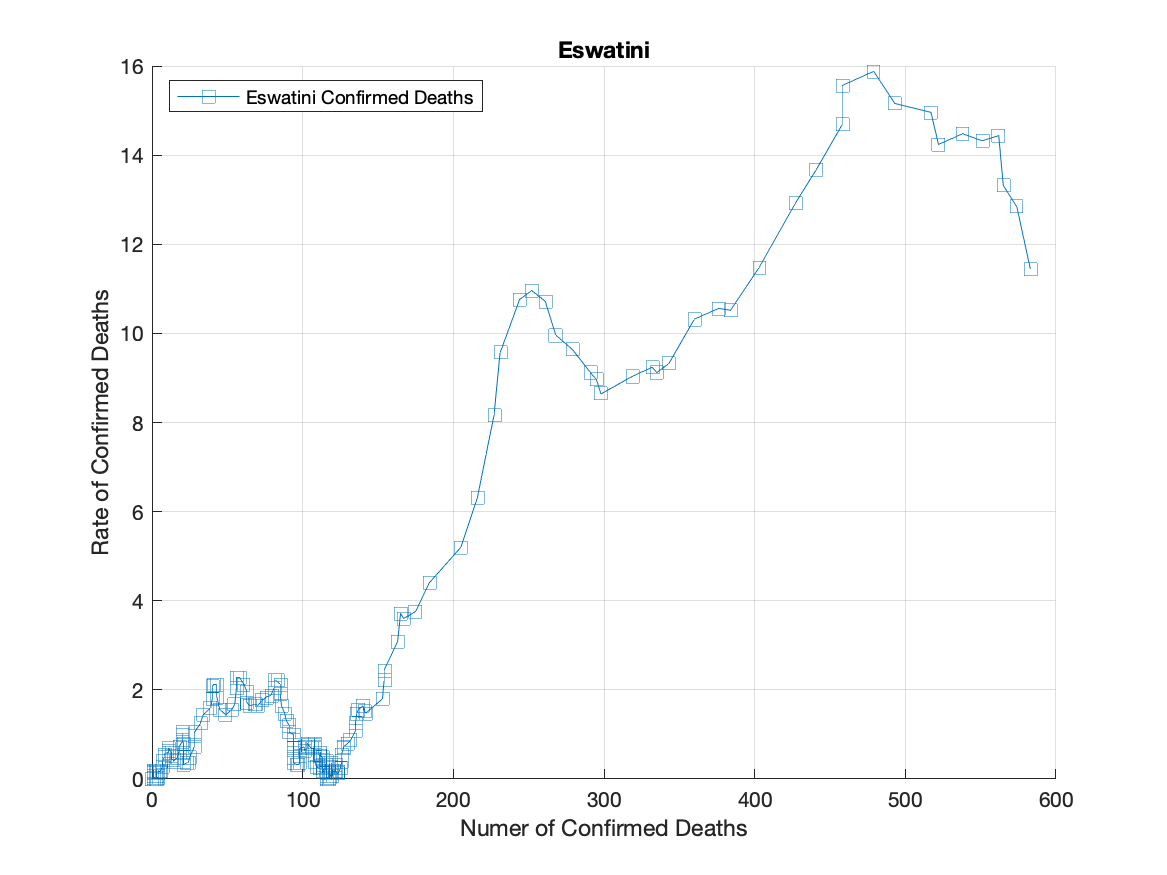 Eswatini
Eswatini Confirmed Deaths
Rate of Confirmed Deaths
16
14
12
10
8
6
4
2
0
0 100 200 300 400 500 600
Numer of Confirmed Deaths